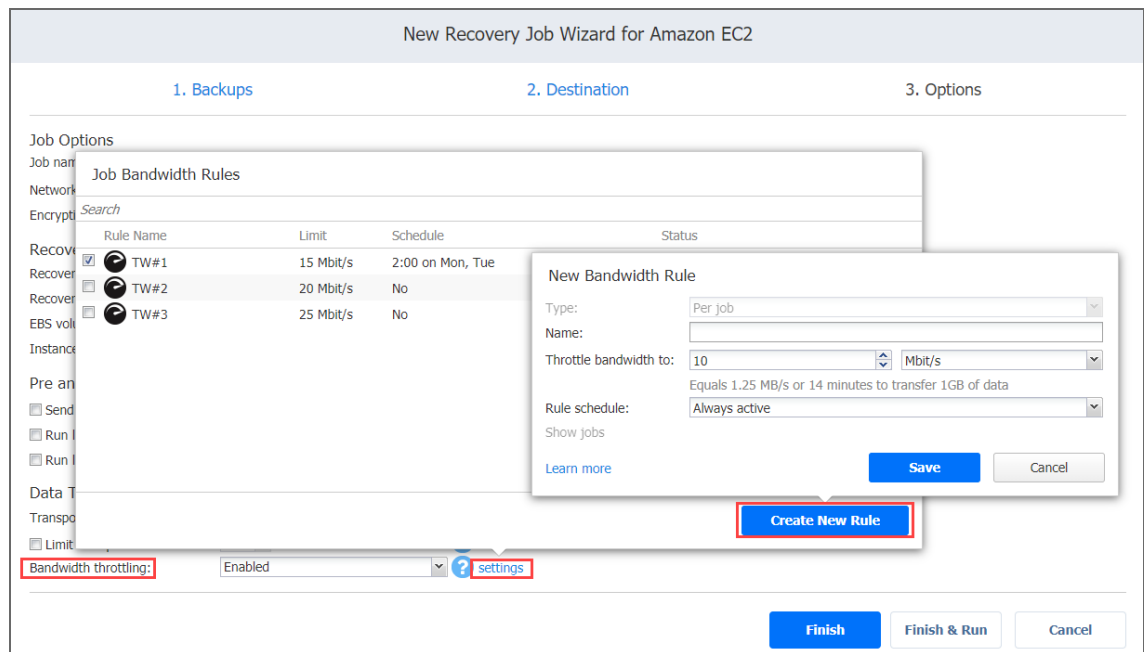 New Recovery Job Wizard for Amazon EC2
1. Backups 2. Destination 3. Options
Job Options
Job nam
Network
Encrypti
Recove
Recover
Recover
EBS volu
Instance
Pre an
Send
Run l
Run l
Data T
Transpo
Limit
Bandwidth throttling: Enabled ? settings
Job Bandwidth Rules
Search
Rule Name Limit Schedule Status
TW#1 15 Mbit/s 2:00 on Mon, Tue
TW#2 20 Mbit/s No
TW#3 25 Mbit/s No
Create New Rule
New Bandwidth Rule
Type: Per job
Name:
Throttle bandwidth to: 10 Mbit/s
Equals 1.25 MB/s or 14 minutes to transfer 1GB of data
Rule schedule: Always active
Show jobs
Learn more Save Cancel
Finish Finish & Run Cancel